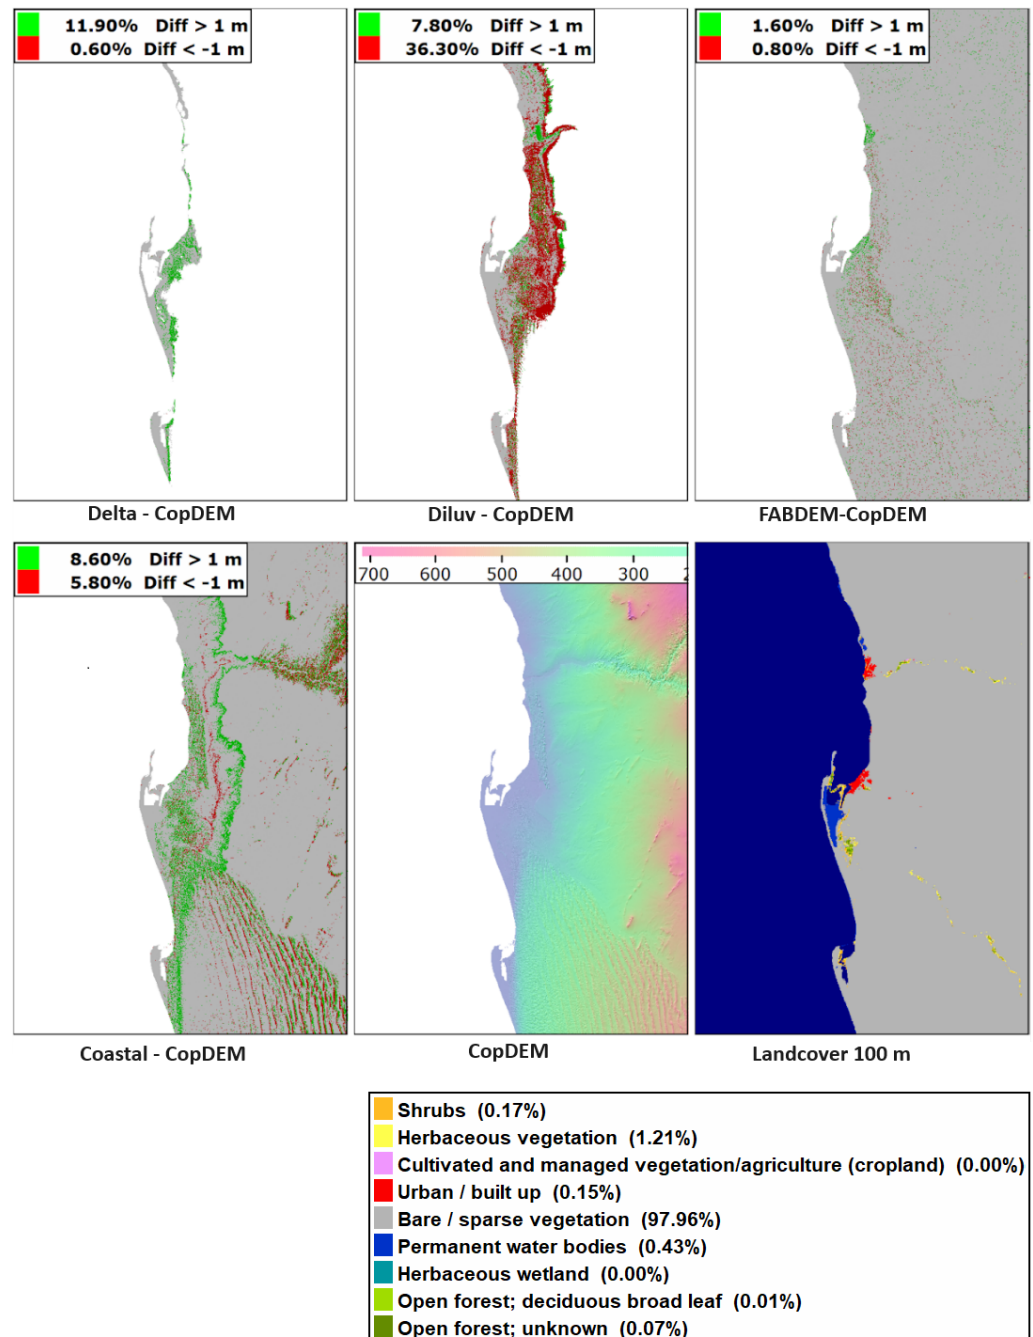 11.90% Diff > 1 m
0.60% Diff < -1 m
7.80% Diff > 1 m
36.30% Diff < -1 m
1.60% Diff > 1 m
0.80% Diff < -1 m
Delta - CopDEM
Diluv - CopDEM
FABDEM-CopDEM
8.60% Diff > 1 m
5.80% Diff < -1 m
700 600 500 400 300 2
Coastal - CopDEM
CopDEM
Landcover 100 m
Shrubs (0.17%)
Herbaceous vegetation (1.21%)
Cultivated and managed vegetation/agriculture (cropland) (0.00%)
Urban / built up (0.15%)
Bare / sparse vegetation (97.96%)
Permanent water bodies (0.43%)
Herbaceous wetland (0.00%)
Open forest; deciduous broad leaf (0.01%)
Open forest; unknown (0.07%)